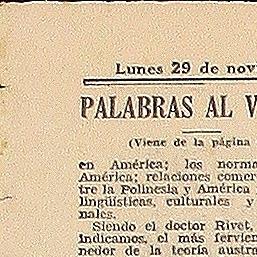 Lunes 29 de nov
PALABRAS AL V
(Viene de la página
en América; los norma
América; relaciones comer
tre la Polinesia y América
lingüísticas, culturales y
nales.
Siendo el doctor Rivet,
indicamos, el más fervien
nedor de la teoría austra